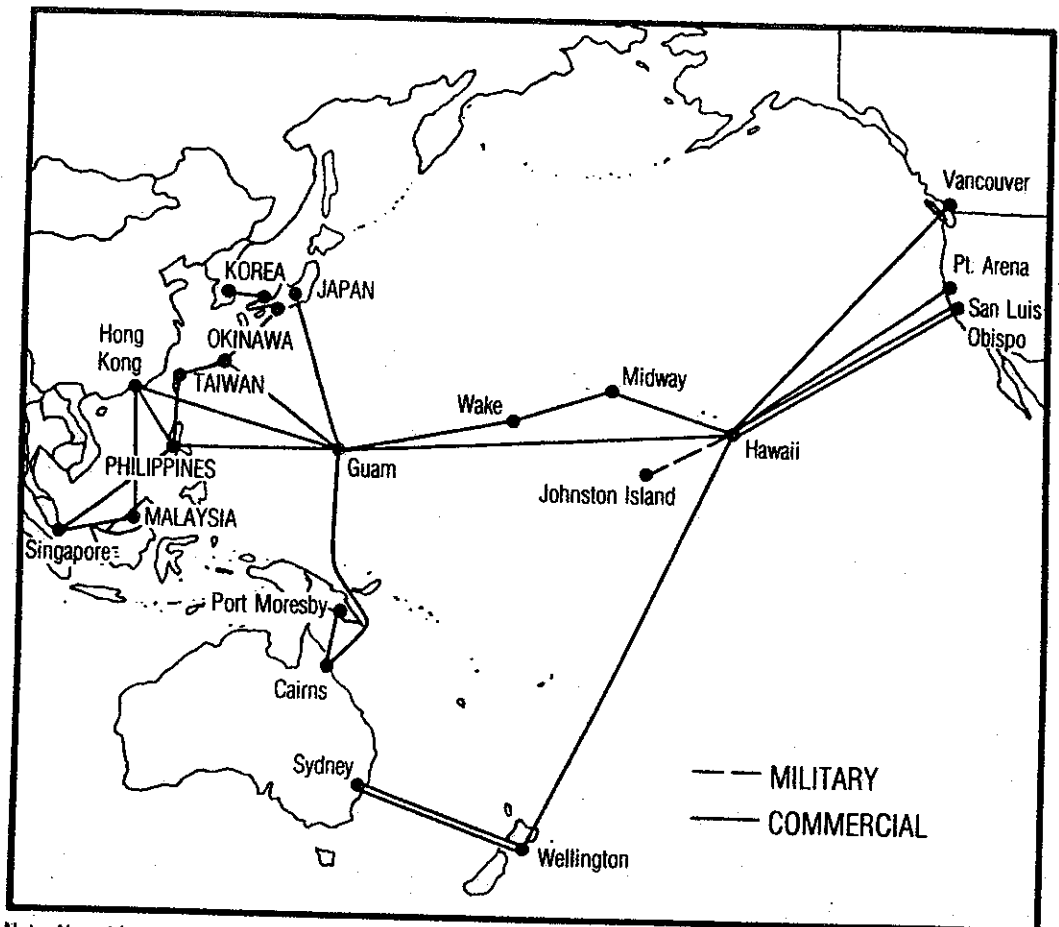 Vancouver
Pt. Arena
KOREA
JAPAN
San Luis
Obispo
Hong
Kong
OKINAWA
TAIWAN
Midway
Wake
Hawaii
PHILIPPINES
Guam
Johnston Island
MALAYSIA
Singapore
Port Moresby
Cairns
Sydney
MILITARY
COMMERCIAL
Wellington